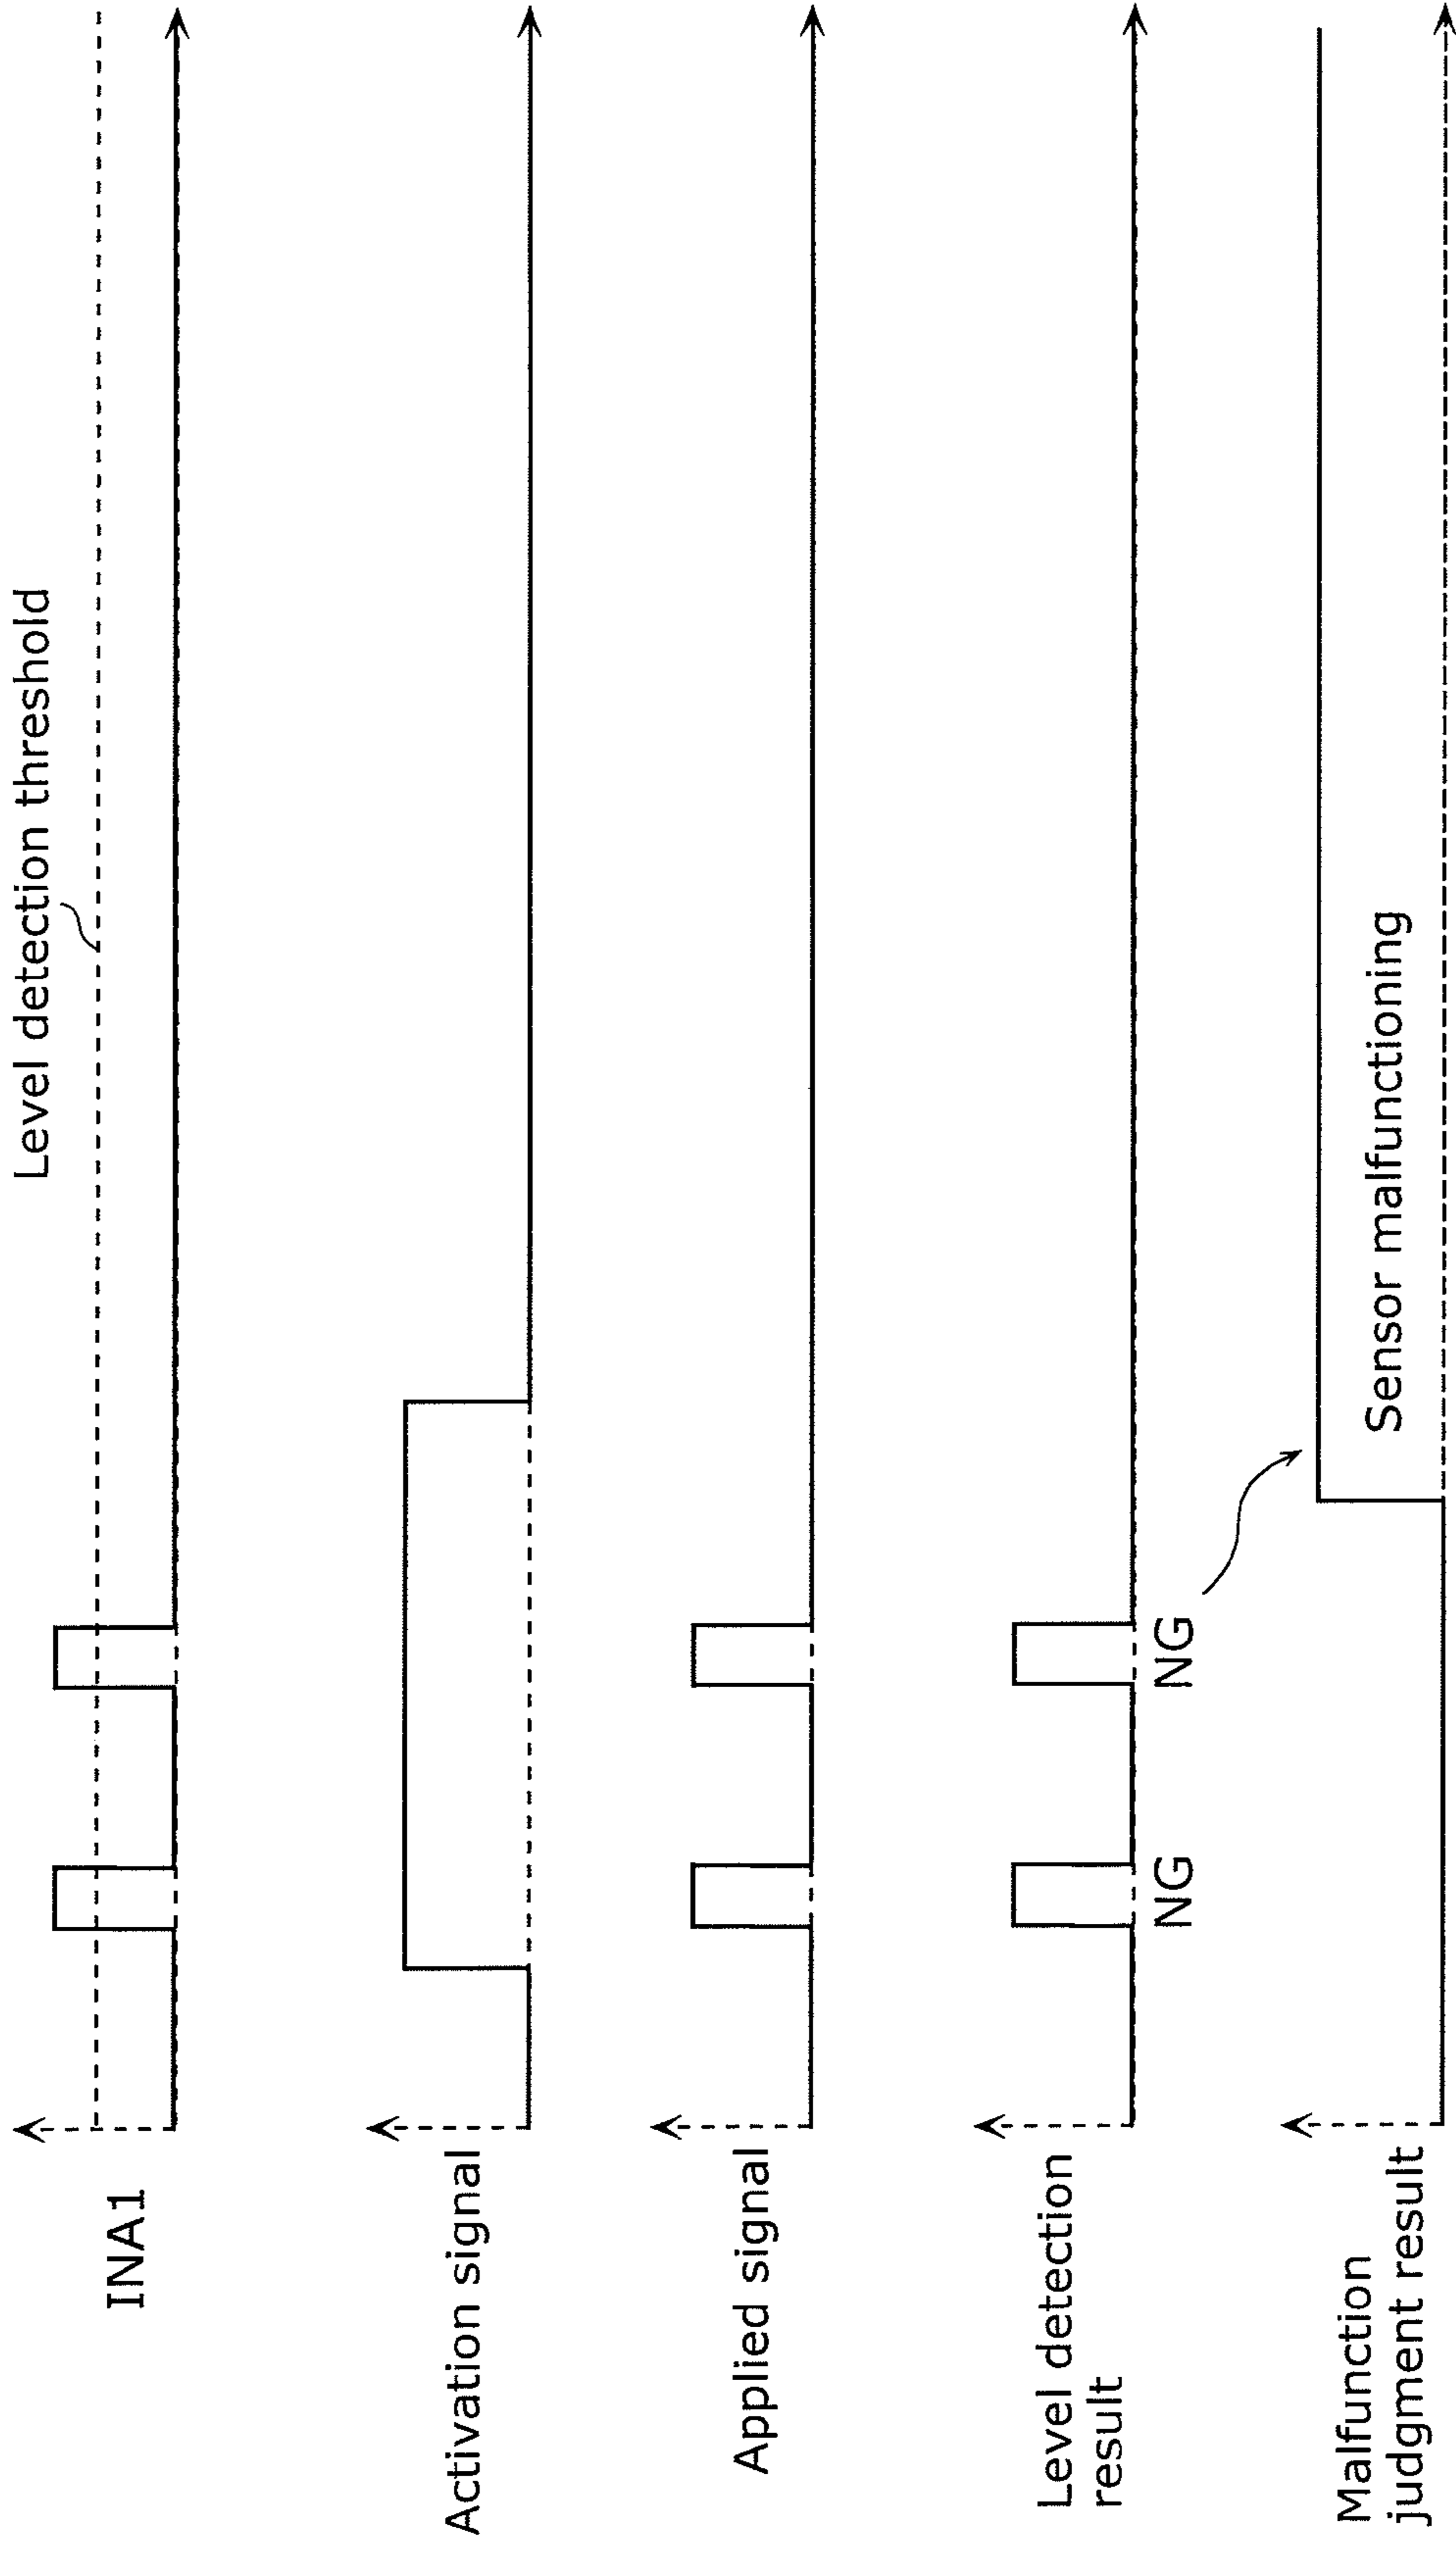 Level detection threshold
INA1
Activation signal
Applied signal
Level detection
result
NG
NG
Malfunction
judgment result
Sensor malfunctioning